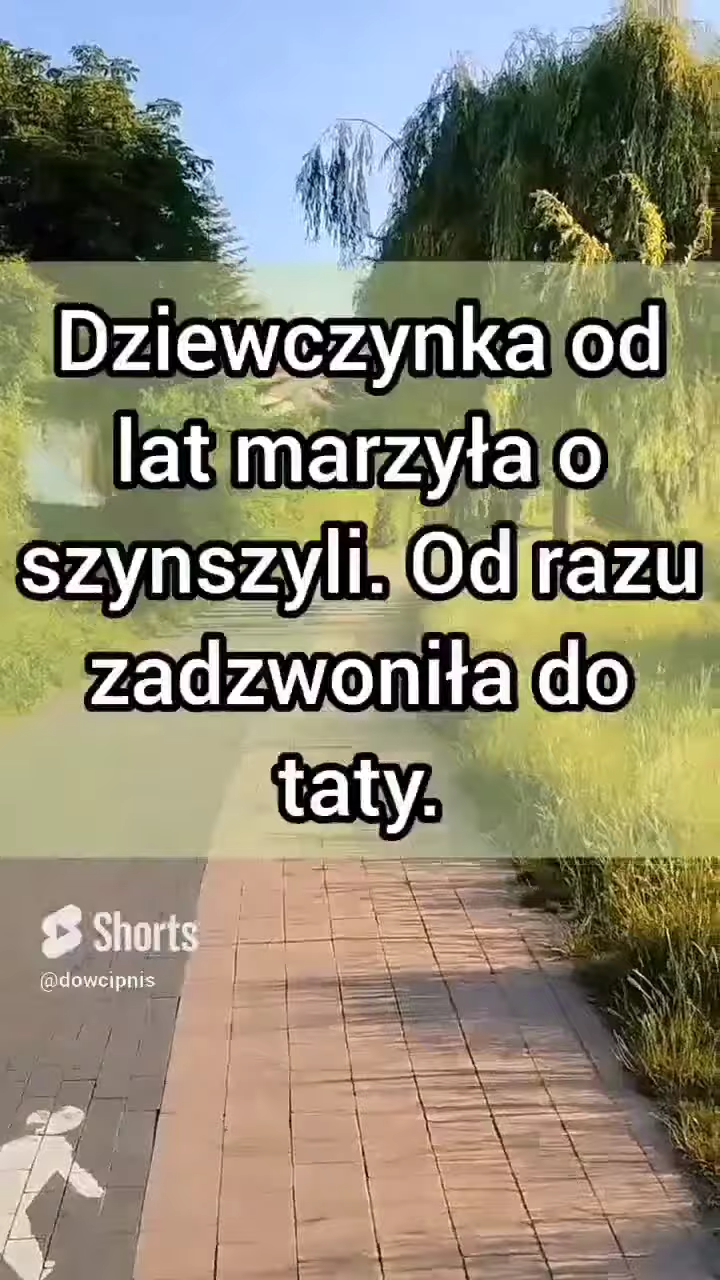 Dziewczynka od
lat marzyła o
szynszyli. Od razu
zadzwoniła do
taty.
Shorts
@dowcipnis